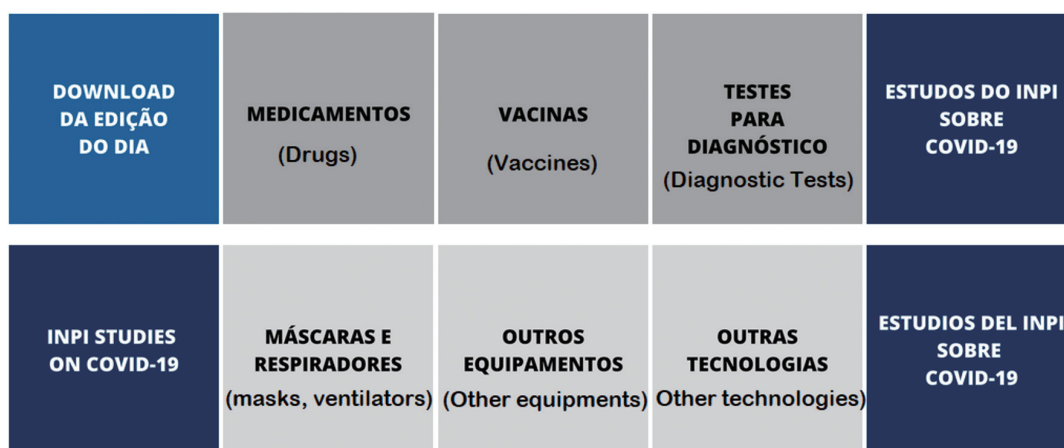 DOWNLOAD
DA EDIÇÃO
DO DIA
MEDICAMENTOS
(Drugs)
VACINAS
(Vaccines)
TESTES
PARA
DIAGNÓSTICO
(Diagnostic Tests)
ESTUDOS DO INPI
SOBRE
COVID-19
INPI STUDIES
ON COVID-19
MÁSCARAS E
RESPIRADORES
(masks, ventilators)
OUTROS
EQUIPAMENTOS
(Other equipments)
OUTRAS
TECNOLOGIAS
Other technologies)
ESTUDIOS DEL INPI
SOBRE
COVID-19